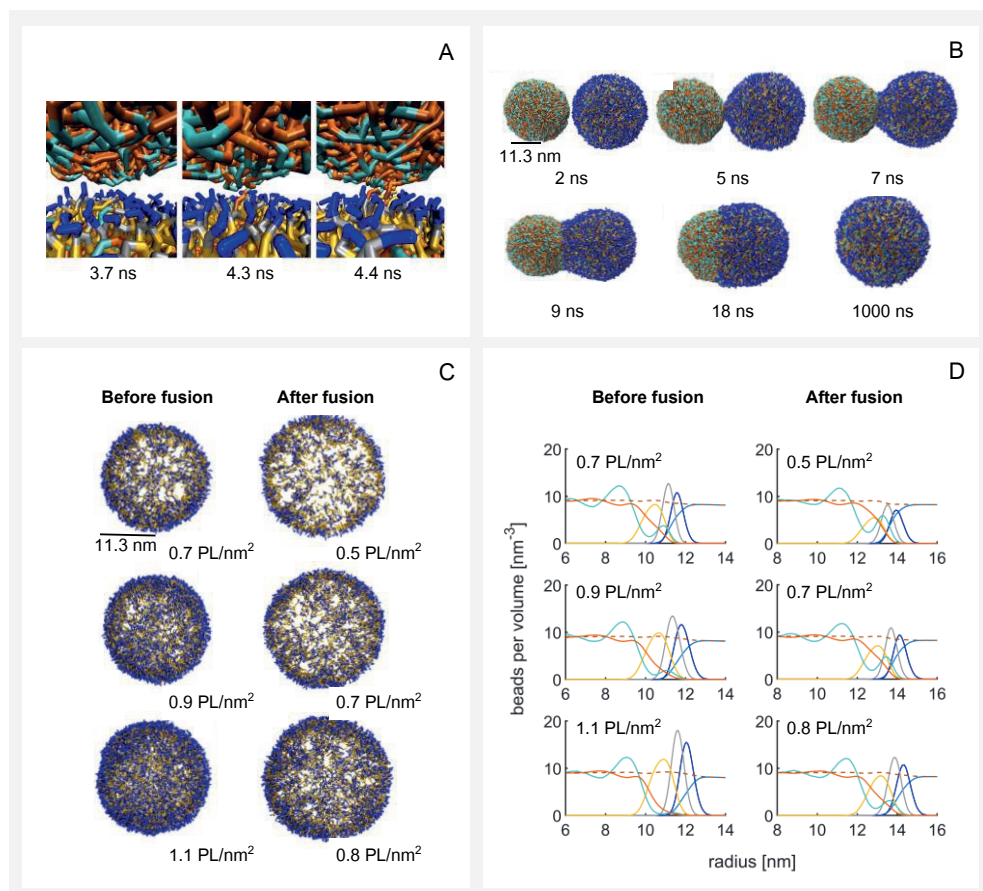 A
3.7 ns 4.3 ns 4.4 ns
B
11.3 nm
2 ns 5 ns 7 ns
9 ns 18 ns 1000 ns
C
Before fusion After fusion
11.3 nm
0.7 PL/nm² 0.5 PL/nm²
0.9 PL/nm² 0.7 PL/nm²
1.1 PL/nm² 0.8 PL/nm²
D
Before fusion After fusion
beads per volume [nm⁻³]
20 0.7 PL/nm² 20 0.5 PL/nm²
10 10
0 0
6 8 10 12 14 8 10 12 14 16
20 0.9 PL/nm² 20 0.7 PL/nm²
10 10
0 0
6 8 10 12 14 8 10 12 14 16
20 1.1 PL/nm² 20 0.8 PL/nm²
10 10
0 0
6 8 10 12 14 8 10 12 14 16
radius [nm]